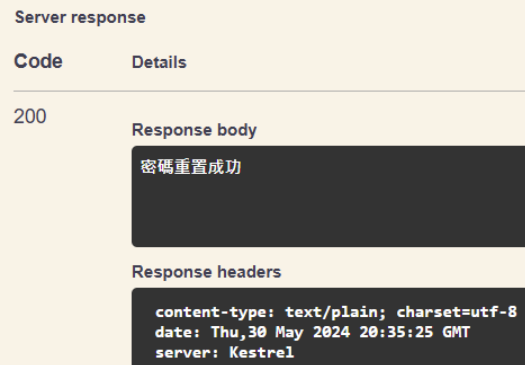 Server response
Code Details
200
Response body
密碼重置成功
Response headers
content-type: text/plain; charset=utf-8
date: Thu,30 May 2024 20:35:25 GMT
server: Kestrel